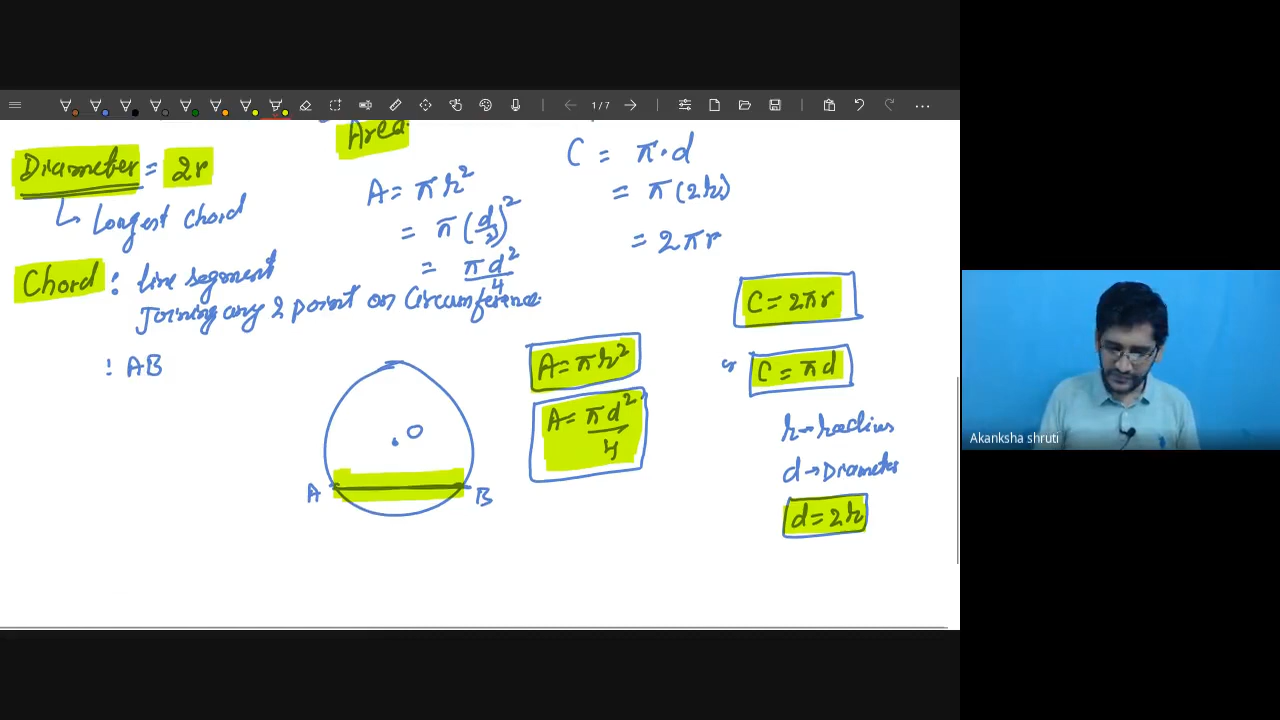 1/7
Area.
Diameter = 2r
↳ Longest chord
A = πr²
= π(d/2)²
= πd²/4
C = π·d
= π(2r)
= 2πr
Chord : line segment
Joining any 2 point on Circumference.
: AB
O
A
B
A = πr²
A = πd²/4
C = 2πr
or C = πd
r → radius
d → Diameter
d = 2r
Akanksha shruti